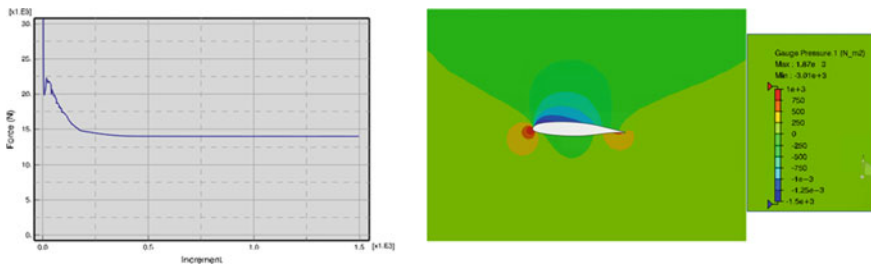 [x1.E3]
30.
25.
20.
15.
10.
5.
0.
Force (N)
0.0
0.5
1.0
1.5
[x1.E3]
Increment
Gauge Pressure 1 (N_m2)
Max : 1.87e+3
Min : -3.01e+3
1e+3
750
500
250
0
-250
-500
-750
-1e+3
-1.25e+3
-1.5e+3